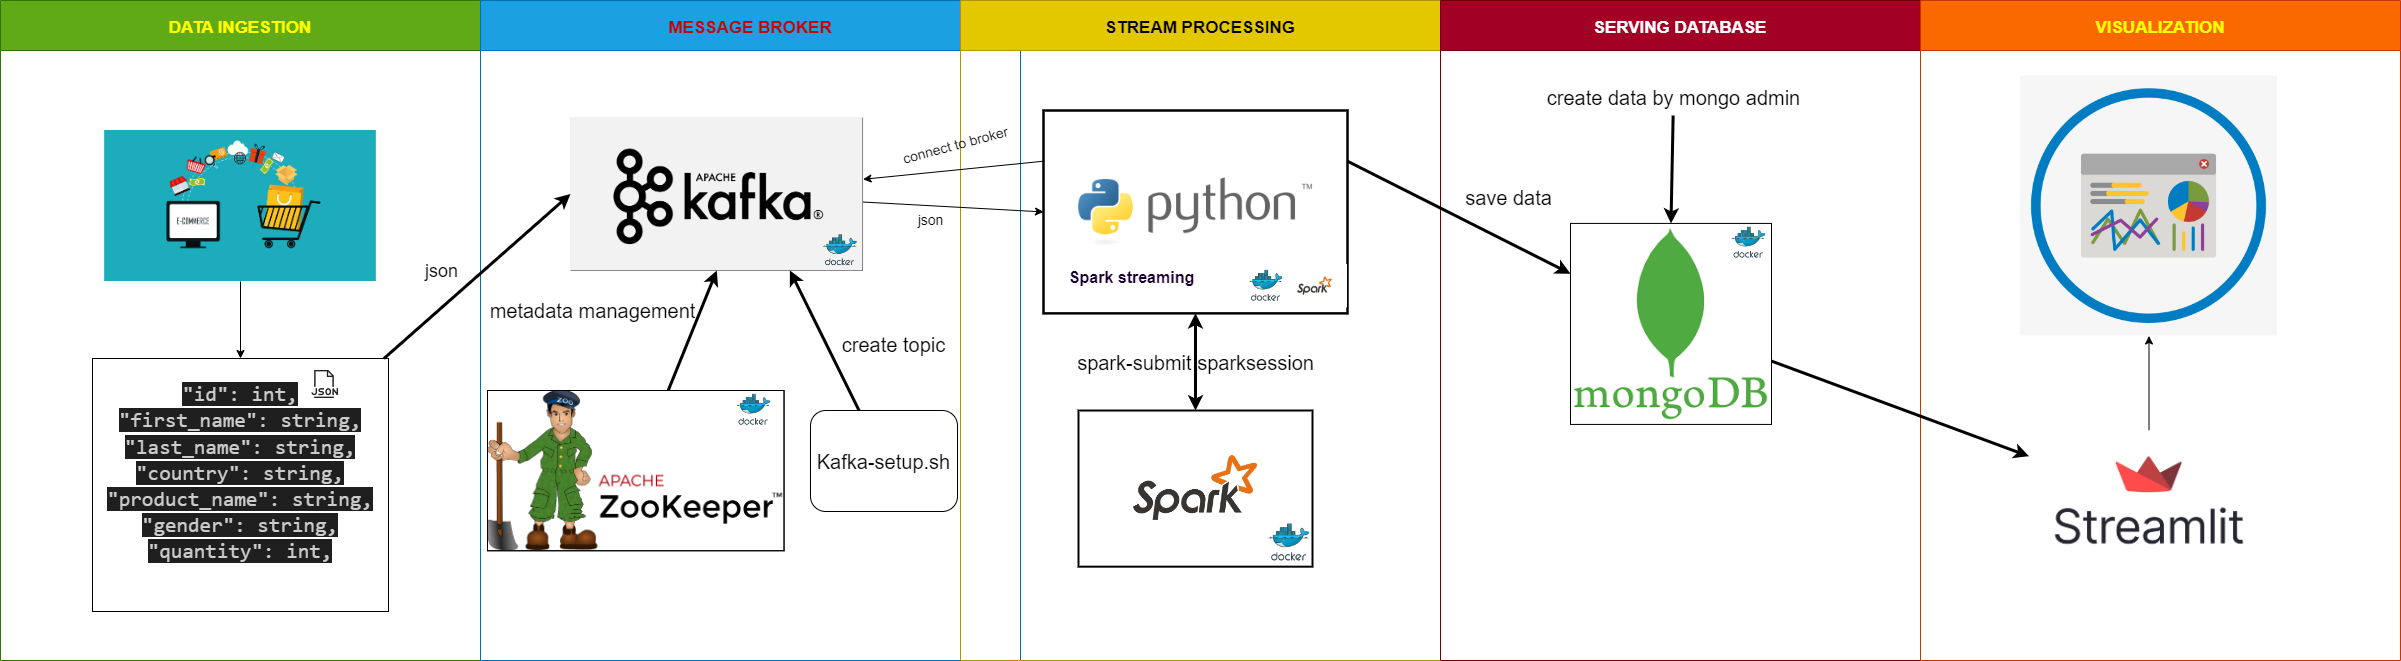 DATA INGESTION
MESSAGE BROKER
STREAM PROCESSING
SERVING DATABASE
VISUALIZATION
E-COMMERCE
JSON
"id": int,
"first_name": string,
"last_name": string,
"country": string,
"product_name": string,
"gender": string,
"quantity": int,
json
APACHE
kafka®
docker
metadata management
create topic
ZOO
docker
APACHE
ZooKeeper™
Kafka-setup.sh
connect to broker
json
python™
Spark streaming
docker
Spark
spark-submit sparksession
Spark
docker
save data
create data by mongo admin
docker
mongoDB
Streamlit